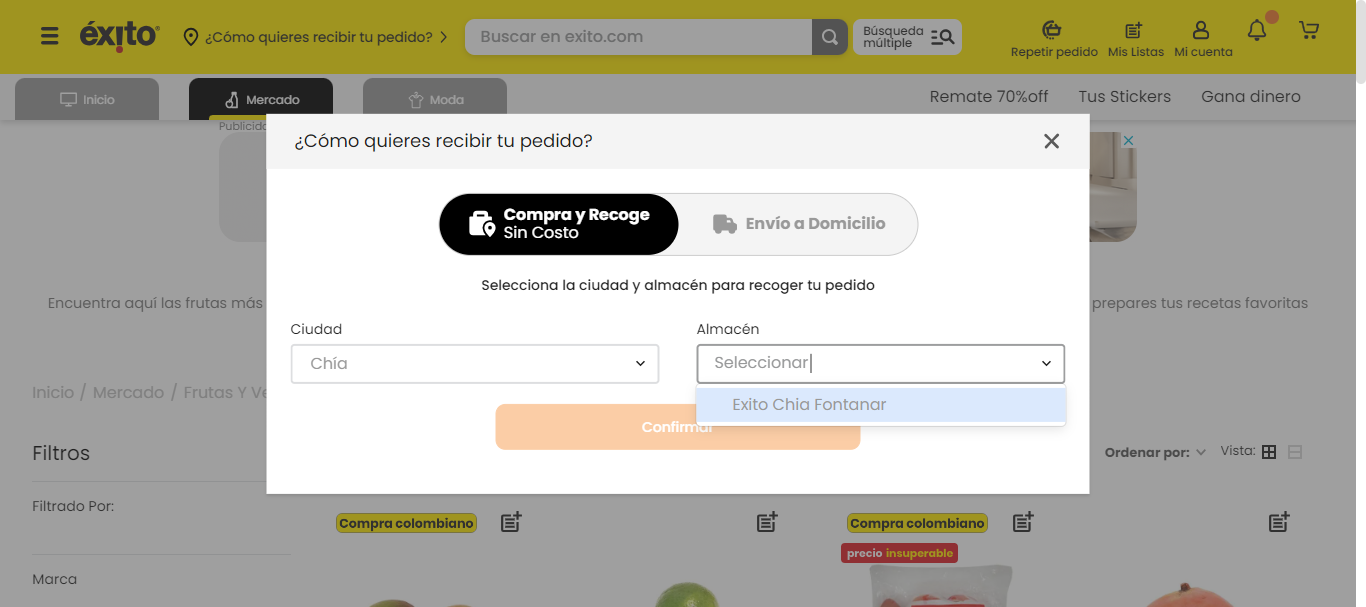 éxito
¿Cómo quieres recibir tu pedido?
Buscar en exito.com
Búsqueda
múltiple
Repetir pedido
Mis Listas
Mi cuenta
Inicio
Mercado
Moda
Remate 70%off
Tus Stickers
Gana dinero
Publicida
¿Cómo quieres recibir tu pedido?
Compra y Recoge
Sin Costo
Envío a Domicilio
Selecciona la ciudad y almacén para recoger tu pedido
Encuentra aquí las frutas más
prepares tus recetas favoritas
Ciudad
Almacén
Chía
Seleccionar
Exito Chia Fontanar
Confirmar
Inicio / Mercado / Frutas Y Ve
Filtros
Ordenar por:
Vista:
Filtrado Por:
Compra colombiano
Compra colombiano
precio insuperable
Marca